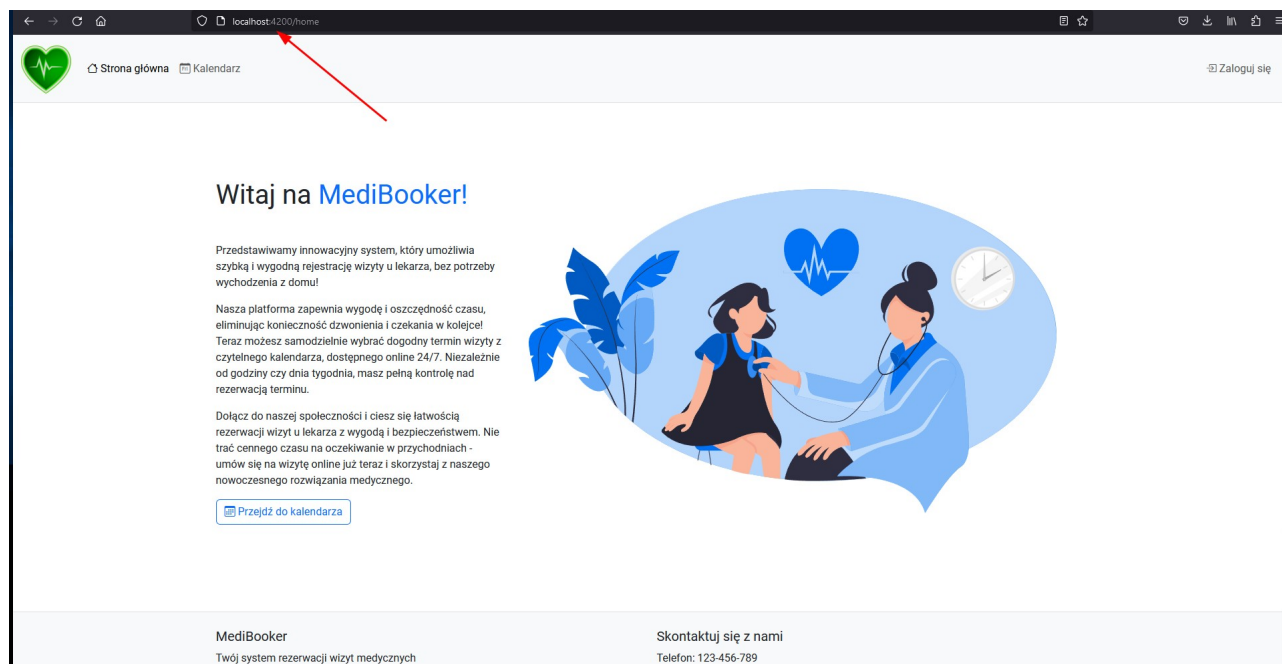 localhost:4200/home
Strona główna Kalendarz Zaloguj się
Witaj na MediBooker!
Przedstawiwamy innowacyjny system, który umożliwia
szybką i wygodną rejestrację wizyty u lekarza, bez potrzeby
wychodzenia z domu!
Nasza platforma zapewnia wygodę i oszczędność czasu,
eliminując konieczność dzwonienia i czekania w kolejce!
Teraz możesz samodzielnie wybrać dogodny termin wizyty z
czytelnego kalendarza, dostępnego online 24/7. Niezależnie
od godziny czy dnia tygodnia, masz pełną kontrolę nad
rezerwacją terminu.
Dołącz do naszej społeczności i ciesz się łatwością
rezerwacji wizyt u lekarza z wygodą i bezpieczeństwem. Nie
trać cennego czasu na oczekiwanie w przychodniach -
umów się na wizytę online już teraz i skorzystaj z naszego
nowoczesnego rozwiązania medycznego.
Przejdź do kalendarza
MediBooker
Twój system rezerwacji wizyt medycznych
Skontaktuj się z nami
Telefon: 123-456-789